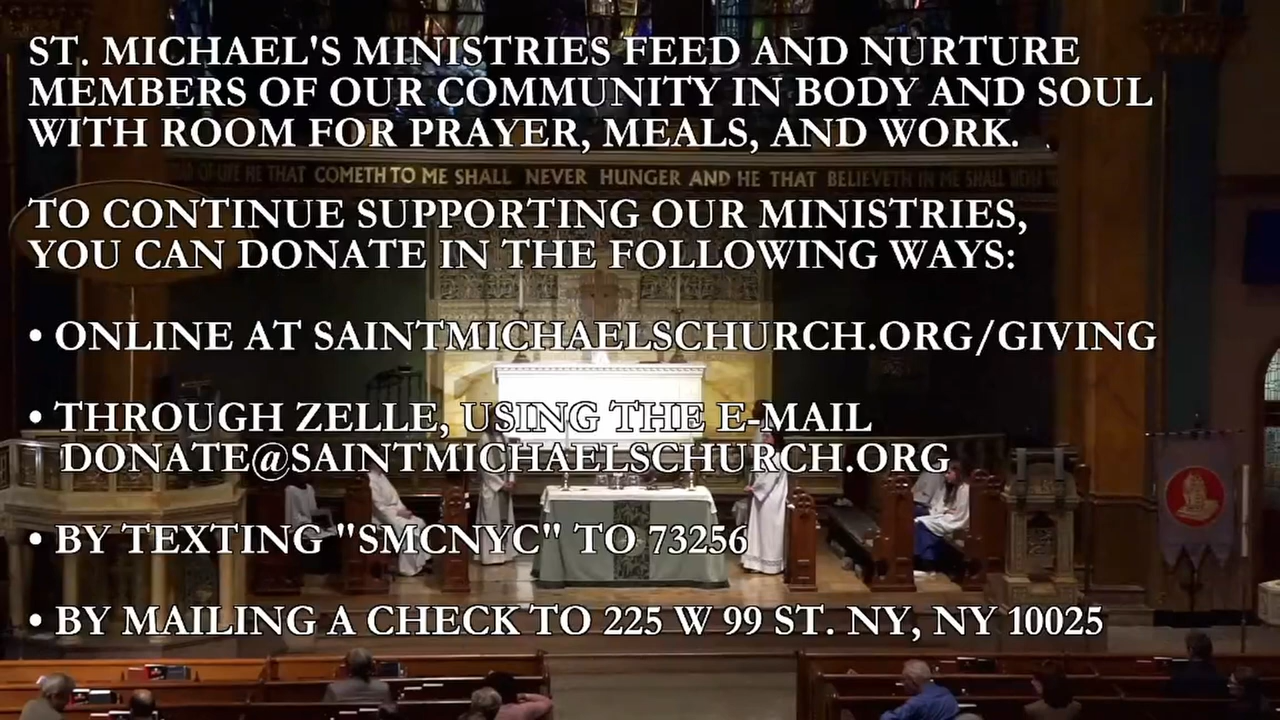 ST. MICHAEL'S MINISTRIES FEED AND NURTURE
MEMBERS OF OUR COMMUNITY IN BODY AND SOUL
WITH ROOM FOR PRAYER, MEALS, AND WORK.
HE THAT COMETH TO ME SHALL NEVER HUNGER AND HE THAT BELIEVETH IN ME SHALL
TO CONTINUE SUPPORTING OUR MINISTRIES,
YOU CAN DONATE IN THE FOLLOWING WAYS:
• ONLINE AT SAINTMICHAELSCHURCH.ORG/GIVING
• THROUGH ZELLE, USING THE E-MAIL
DONATE@SAINTMICHAELSCHURCH.ORG
• BY TEXTING "SMCNYC" TO 73256
• BY MAILING A CHECK TO 225 W 99 ST. NY, NY 10025